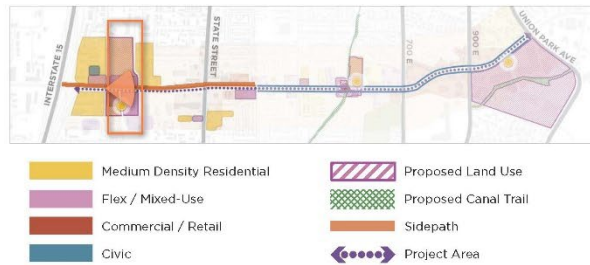 INTERSTATE 15
STATE STREET
700 E
900 E
UNION PARK AVE
Medium Density Residential
Flex / Mixed-Use
Commercial / Retail
Civic
Proposed Land Use
Proposed Canal Trail
Sidepath
Project Area